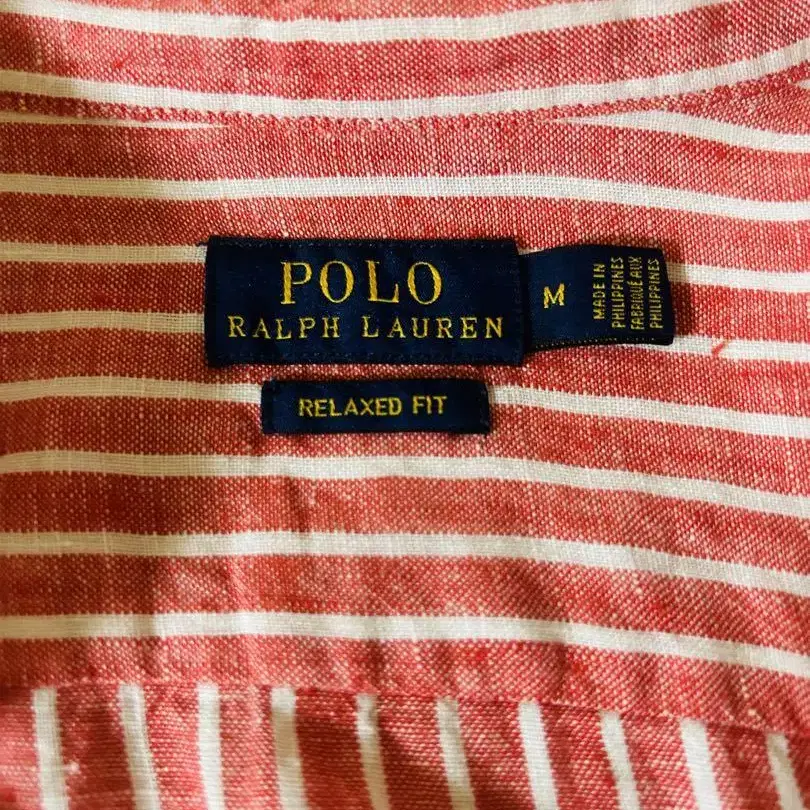 POLO
RALPH LAUREN
M
MADE IN
PHILIPPINES
FABRIQUÉ AUX
PHILIPPINES
RELAXED FIT